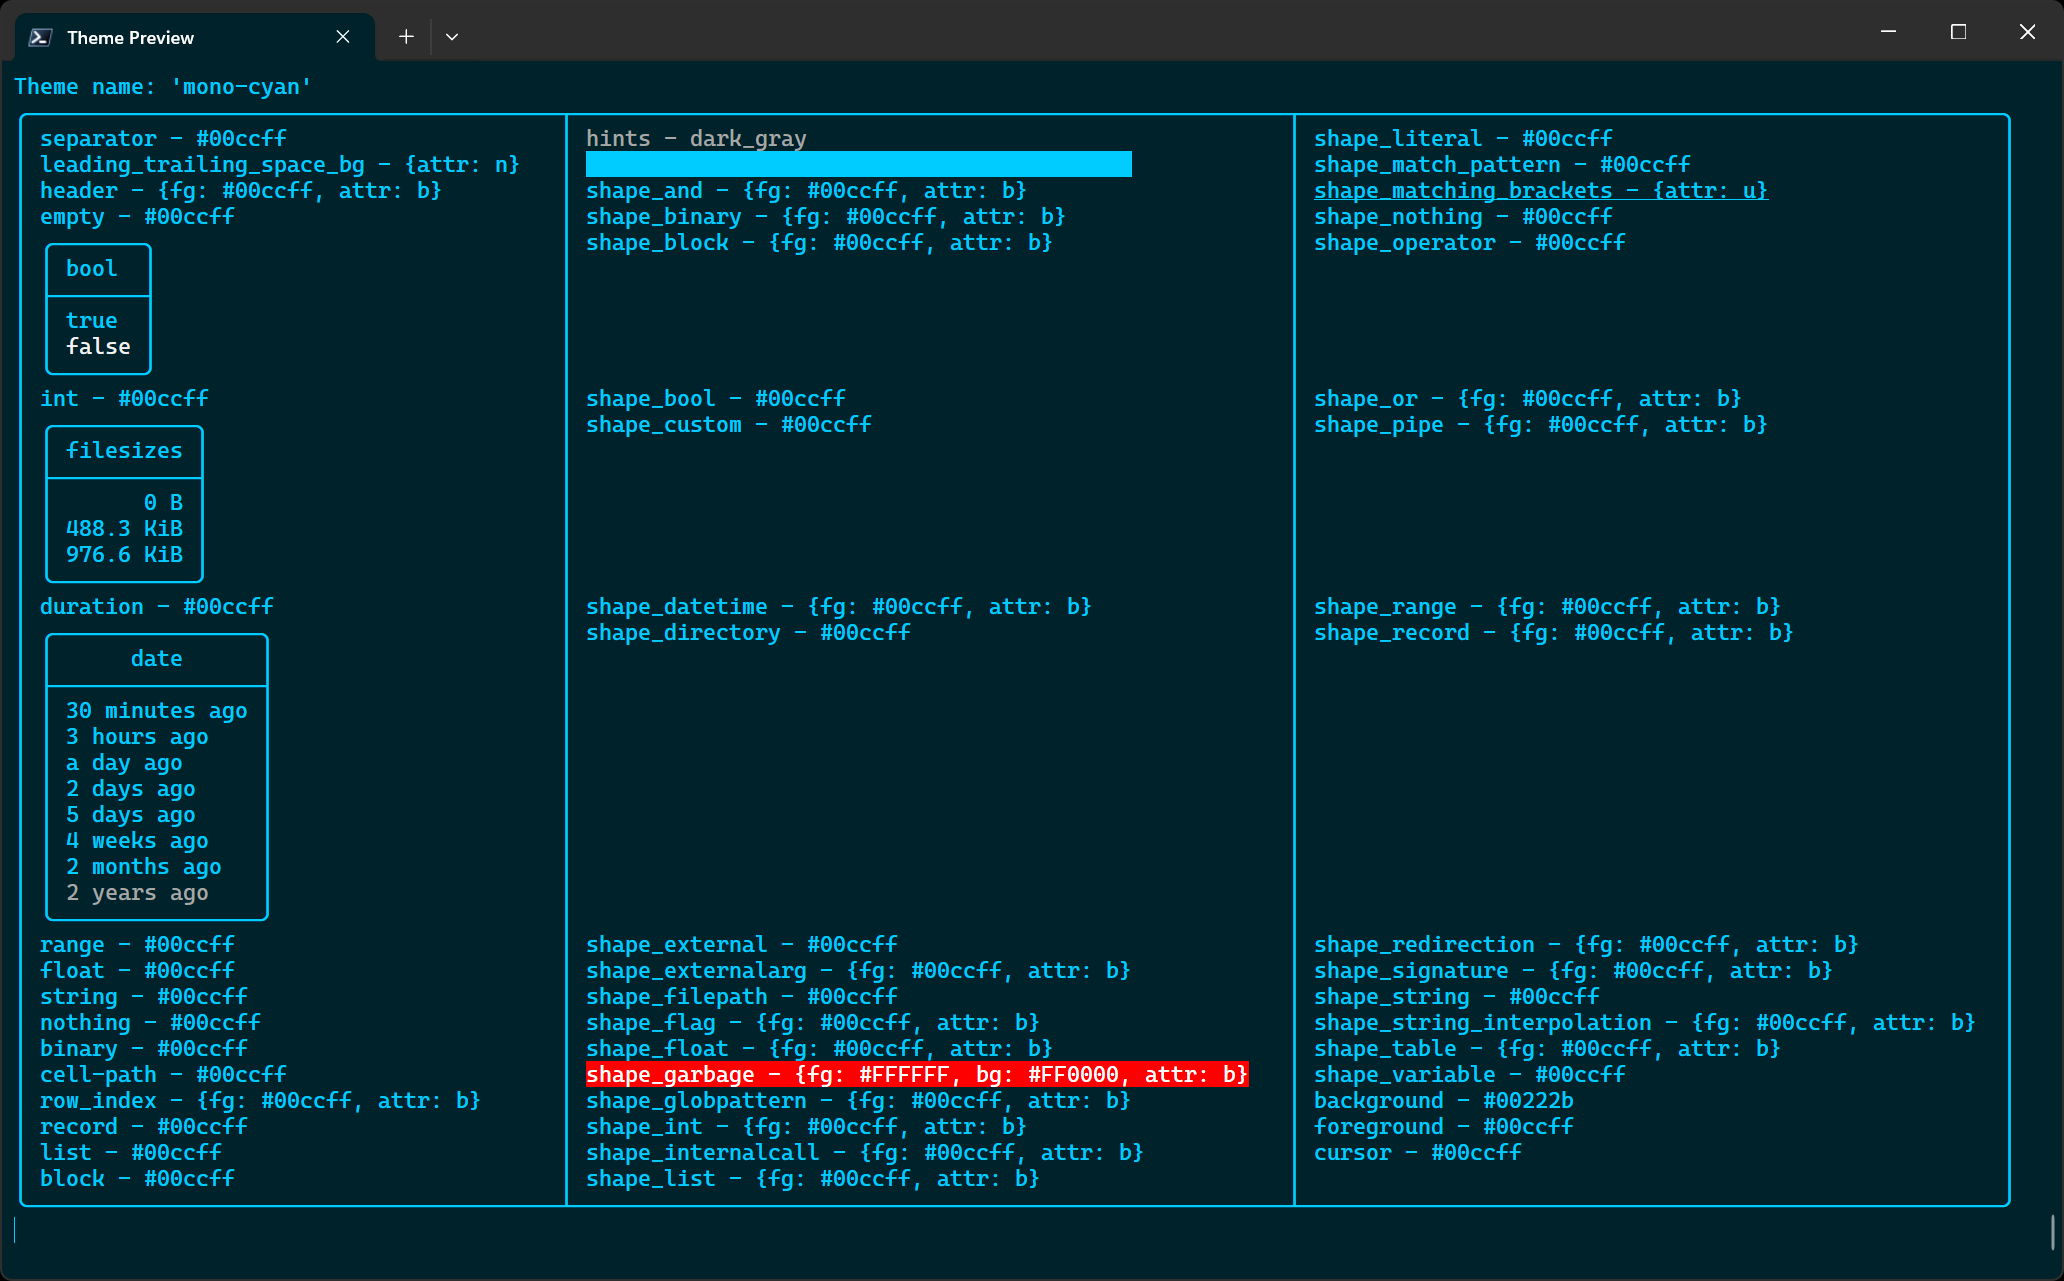 Theme Preview
Theme name: 'mono-cyan'
separator - #00ccff
leading_trailing_space_bg - {attr: n}
header - {fg: #00ccff, attr: b}
empty - #00ccff
bool
true
false
int - #00ccff
filesizes
0 B
488.3 KiB
976.6 KiB
duration - #00ccff
date
30 minutes ago
3 hours ago
a day ago
2 days ago
5 days ago
4 weeks ago
2 months ago
2 years ago
range - #00ccff
float - #00ccff
string - #00ccff
nothing - #00ccff
binary - #00ccff
cell-path - #00ccff
row_index - {fg: #00ccff, attr: b}
record - #00ccff
list - #00ccff
block - #00ccff
hints - dark_gray
shape_and - {fg: #00ccff, attr: b}
shape_binary - {fg: #00ccff, attr: b}
shape_block - {fg: #00ccff, attr: b}
shape_bool - #00ccff
shape_custom - #00ccff
shape_datetime - {fg: #00ccff, attr: b}
shape_directory - #00ccff
shape_external - #00ccff
shape_externalarg - {fg: #00ccff, attr: b}
shape_filepath - #00ccff
shape_flag - {fg: #00ccff, attr: b}
shape_float - {fg: #00ccff, attr: b}
shape_garbage - {fg: #FFFFFF, bg: #FF0000, attr: b}
shape_globpattern - {fg: #00ccff, attr: b}
shape_int - {fg: #00ccff, attr: b}
shape_internalcall - {fg: #00ccff, attr: b}
shape_list - {fg: #00ccff, attr: b}
shape_literal - #00ccff
shape_match_pattern - #00ccff
shape_matching_brackets - {attr: u}
shape_nothing - #00ccff
shape_operator - #00ccff
shape_or - {fg: #00ccff, attr: b}
shape_pipe - {fg: #00ccff, attr: b}
shape_range - {fg: #00ccff, attr: b}
shape_record - {fg: #00ccff, attr: b}
shape_redirection - {fg: #00ccff, attr: b}
shape_signature - {fg: #00ccff, attr: b}
shape_string - #00ccff
shape_string_interpolation - {fg: #00ccff, attr: b}
shape_table - {fg: #00ccff, attr: b}
shape_variable - #00ccff
background - #00222b
foreground - #00ccff
cursor - #00ccff